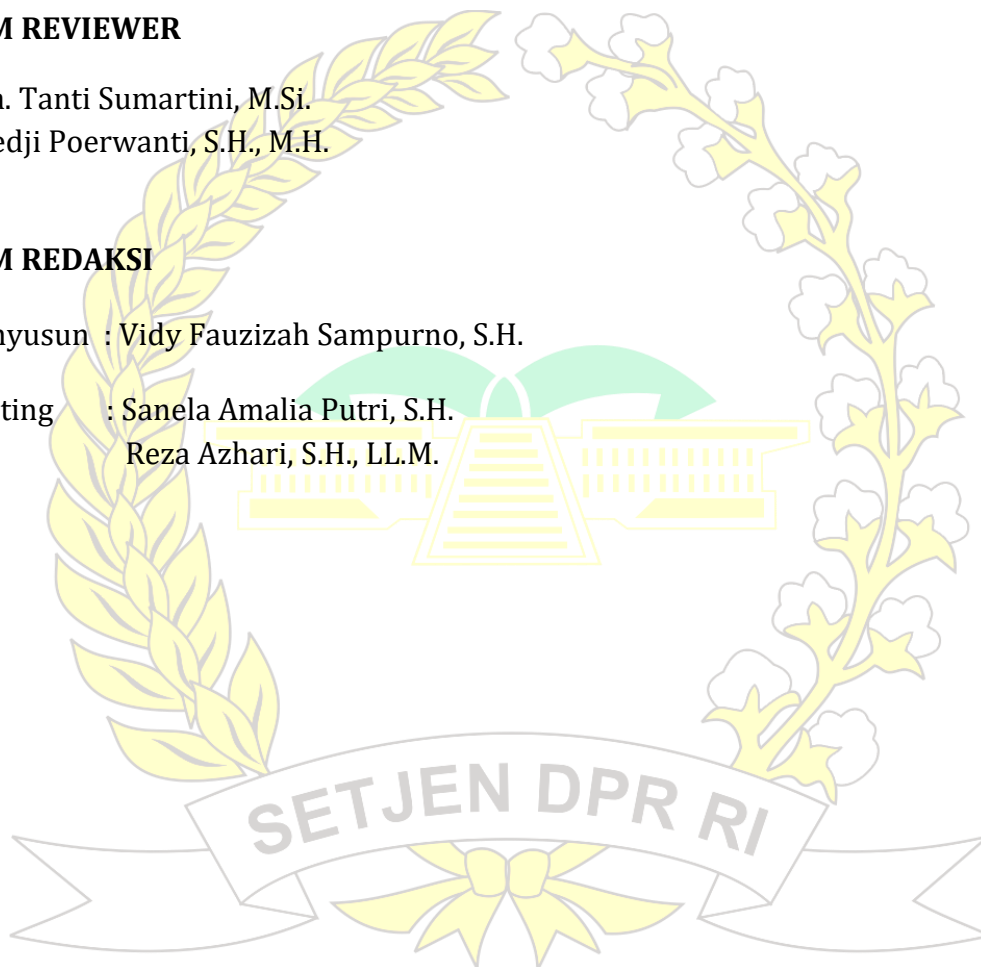 M REVIEWER
. Tanti Sumartini, M.Si.
edji Poerwanti, S.H., M.H.
M REDAKSI
nyusun : Vidy Fauzizah Sampurno, S.H.
ting : Sanela Amalia Putri, S.H.
Reza Azhari, S.H., LL.M.
SETJEN DPR RI